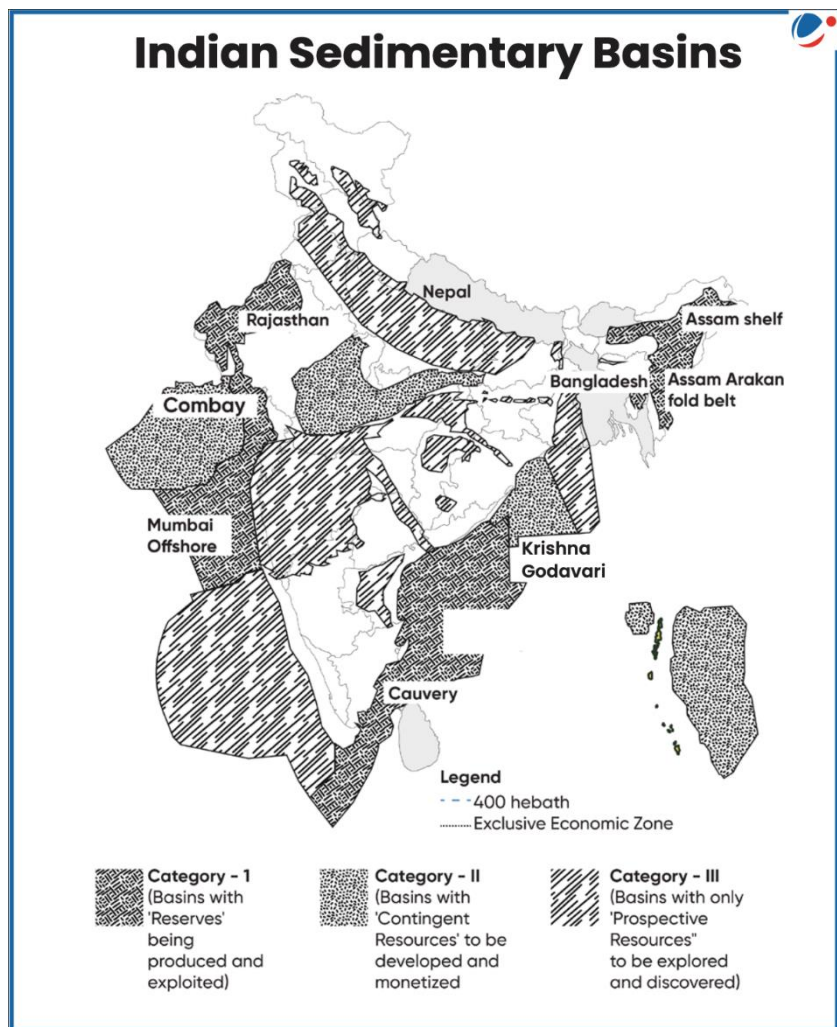 Indian Sedimentary Basins
Nepal
Rajasthan
Assam shelf
Bangladesh
Assam Arakan
fold belt
Combay
Mumbai
Offshore
Krishna
Godavari
Cauvery
Legend
400 hebath
Exclusive Economic Zone
Category - 1
(Basins with
'Reserves'
being
produced and
exploited)
Category - II
(Basins with
'Contingent
Resources' to be
developed and
monetized
Category - III
(Basins with only
'Prospective
Resources"
to be explored
and discovered)